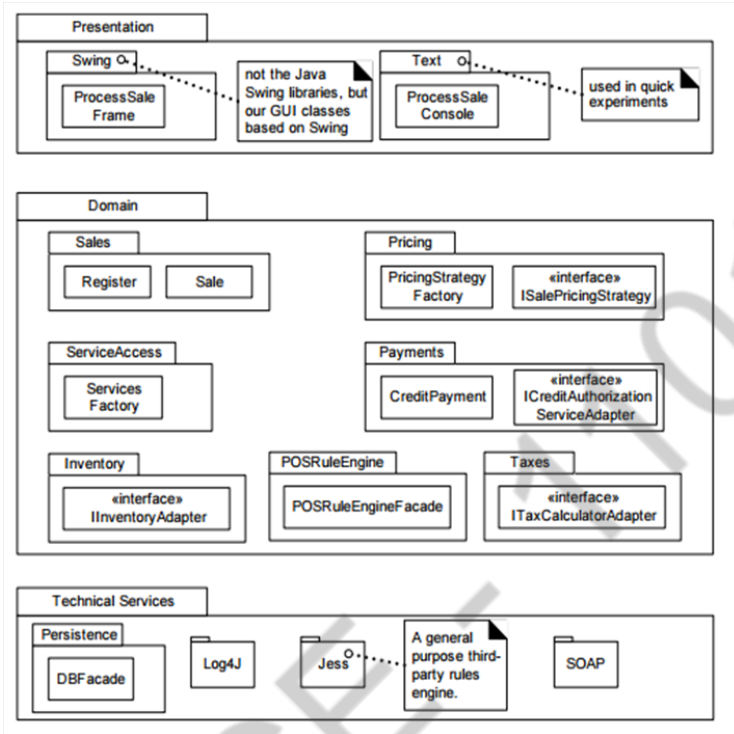 Presentation
Swing
ProcessSale
Frame
not the Java
Swing libraries, but
our GUI classes
based on Swing
Text
ProcessSale
Console
used in quick
experiments
Domain
Sales
Register
Sale
Pricing
PricingStrategy
Factory
«interface»
ISalePricingStrategy
ServiceAccess
Services
Factory
Payments
CreditPayment
«interface»
ICreditAuthorization
ServiceAdapter
Inventory
«interface»
IInventoryAdapter
POSRuleEngine
POSRuleEngineFacade
Taxes
«interface»
ITaxCalculatorAdapter
Technical Services
Persistence
DBFacade
Log4J
Jess
A general
purpose third-
party rules
engine.
SOAP